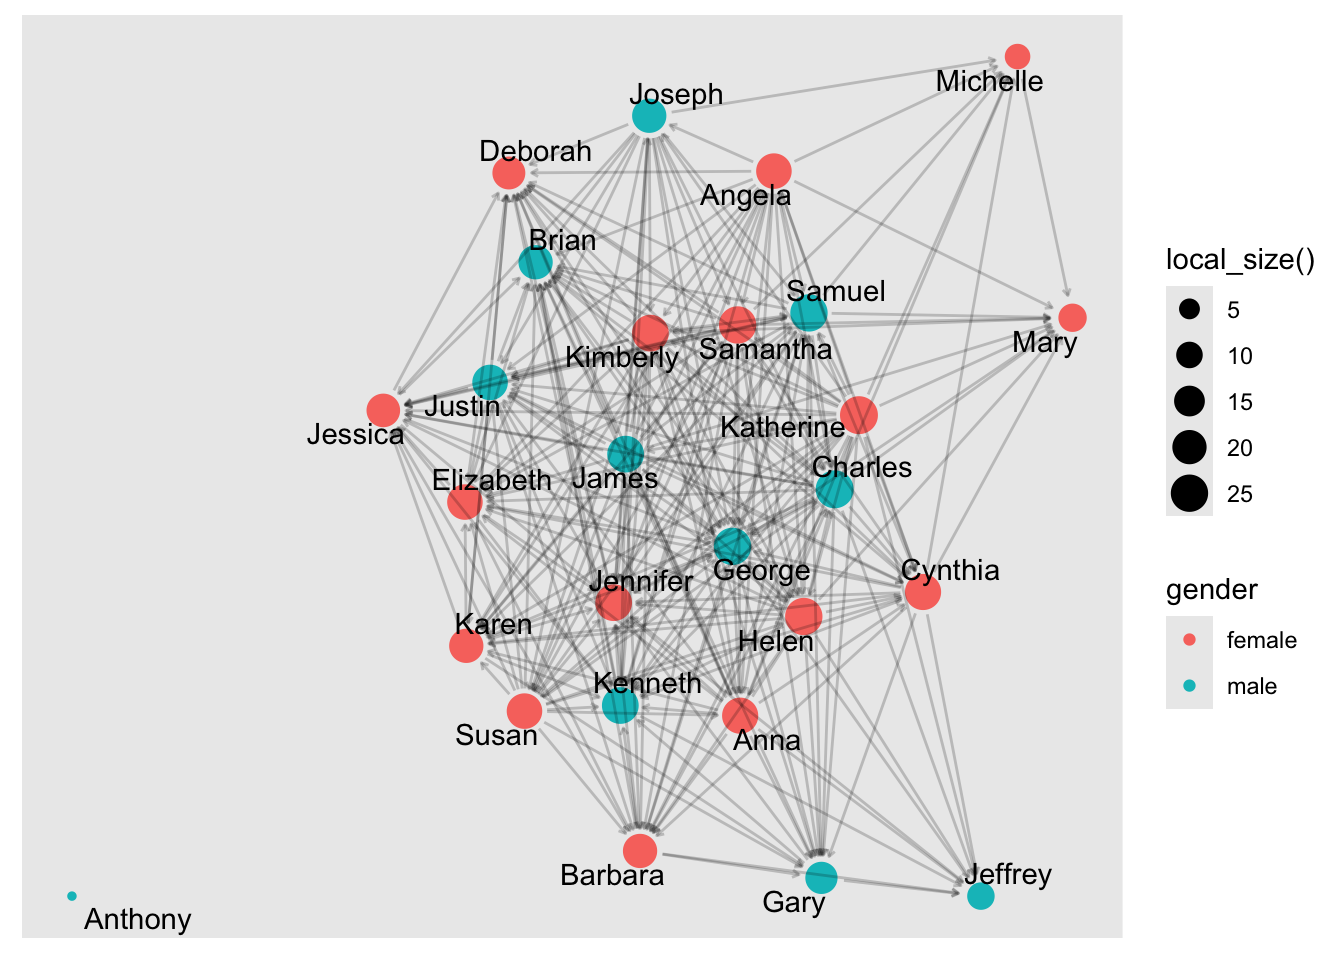 Michelle
Joseph
Deborah
Angela
Brian
Samuel
Mary
Kimberly
Samantha
Justin
Jessica
Katherine
Charles
Elizabeth
James
George
Cynthia
Jennifer
Karen
Helen
Kenneth
Susan
Anna
Barbara
Jeffrey
Gary
Anthony
local_size()
5
10
15
20
25
gender
female
male